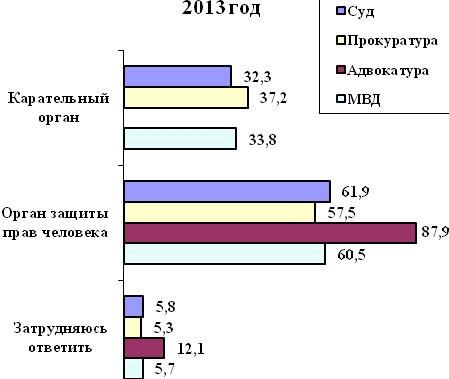 2013 год
Суд
Прокуратура
Адвокатура
МВД
Карательный
орган
32,3
37,2
33,8
Орган защиты
прав человека
61,9
57,5
87,9
60,5
Затрудняюсь
ответить
5,8
5,3
12,1
5,7